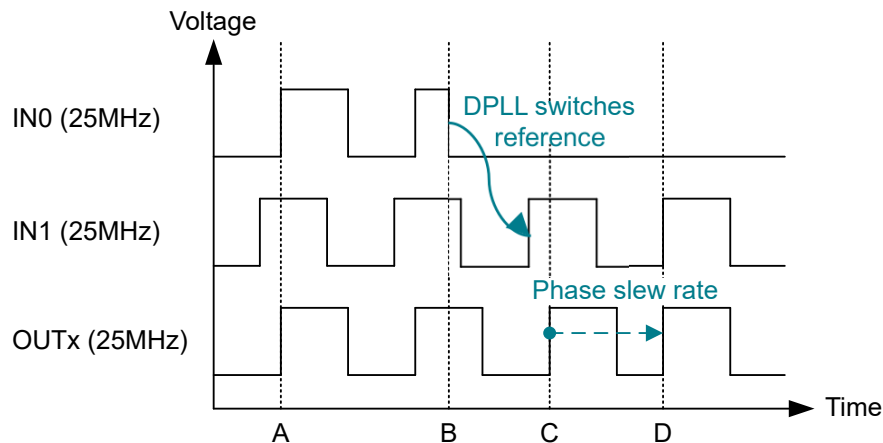 Voltage
IN0 (25MHz)
DPLL switches
reference
IN1 (25MHz)
Phase slew rate
OUTx (25MHz)
Time
A
B
C
D